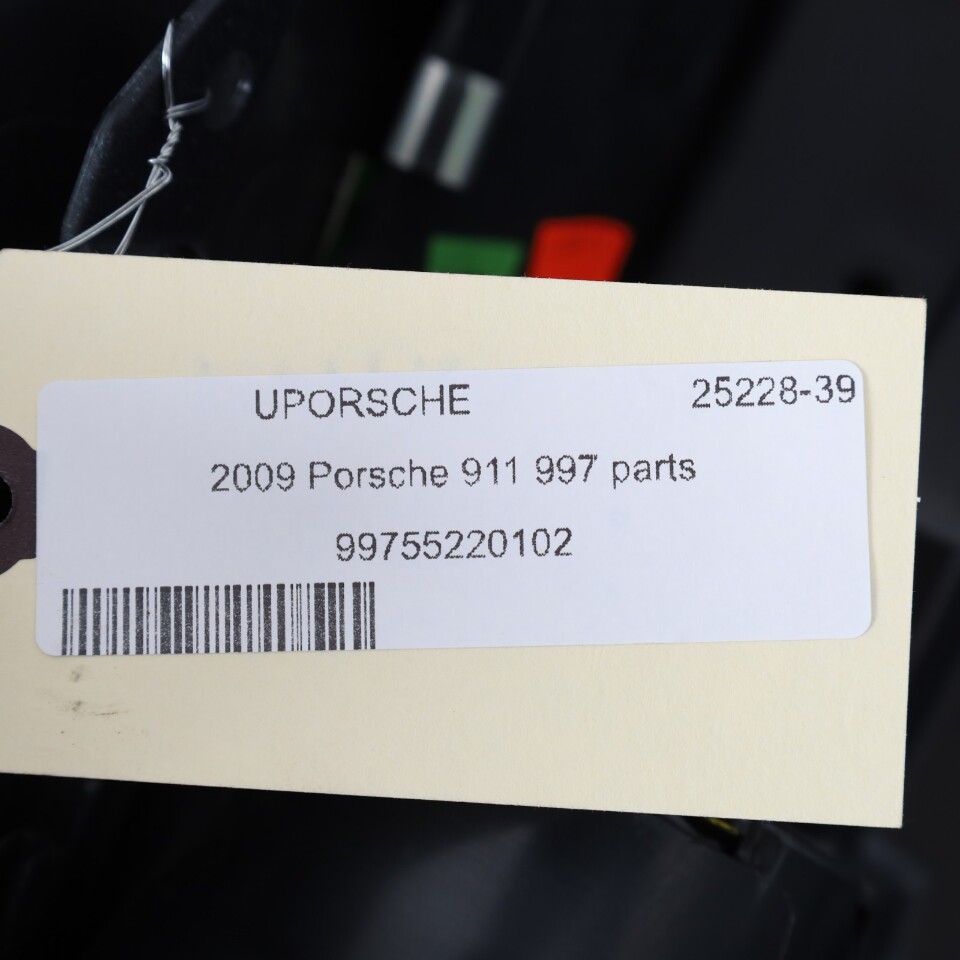 UPORSCHE 25228-39
2009 Porsche 911 997 parts
99755220102